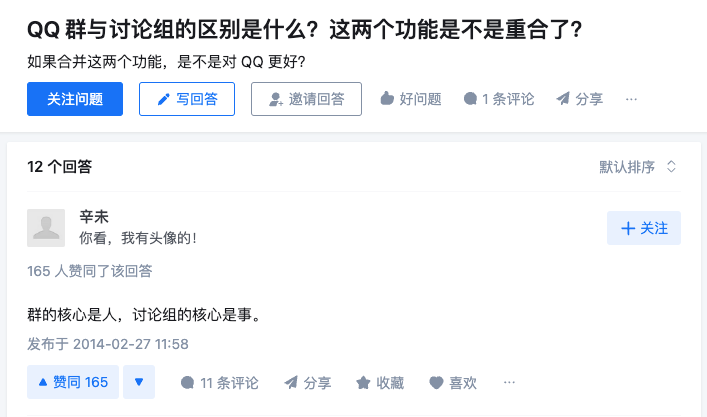 QQ 群与讨论组的区别是什么？这两个功能是不是重合了?
如果合并这两个功能，是不是对 QQ 更好?
关注问题 写回答 邀请回答 好问题 1 条评论 分享 ...
12 个回答 默认排序
辛未
你看，我有头像的!
+ 关注
165 人赞同了该回答
群的核心是人，讨论组的核心是事。
发布于 2014-02-27 11:58
赞同 165 11 条评论 分享 收藏 喜欢 ...